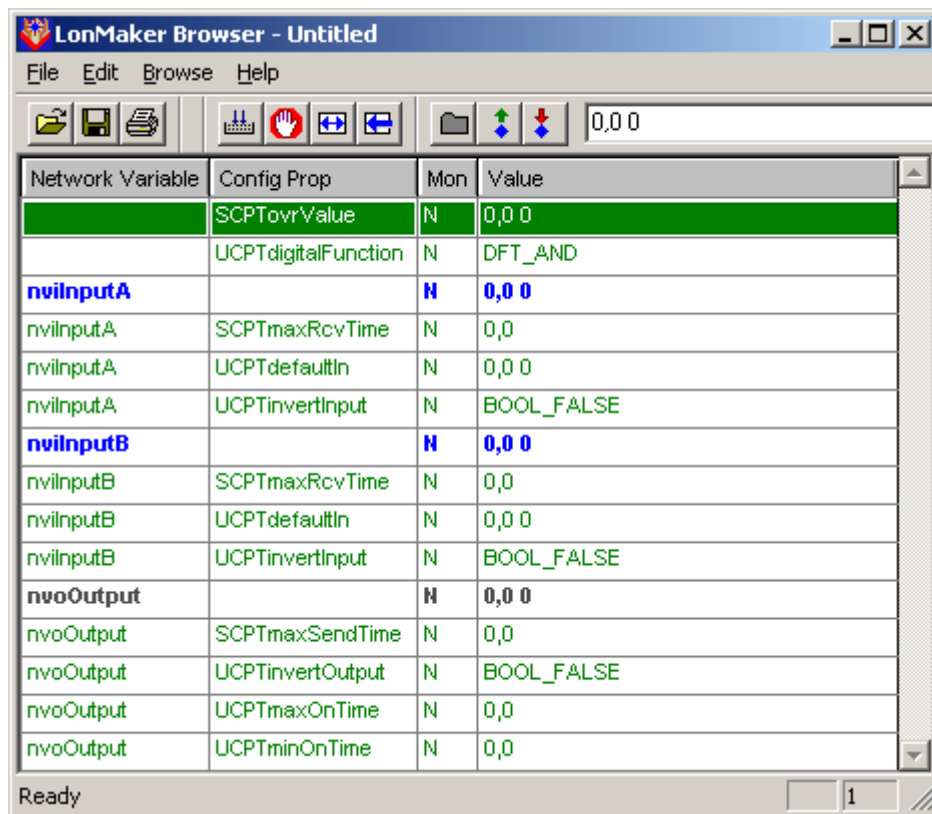 LonMaker Browser - Untitled
File Edit Browse Help
0,0 0
Network Variable Config Prop Mon Value
SCPTovrValue N 0,0 0
UCPTdigitalFunction N DFT_AND
nviInputA N 0,0 0
nviInputA SCPTmaxRcvTime N 0,0
nviInputA UCPTdefaultIn N 0,0 0
nviInputA UCPTinvertInput N BOOL_FALSE
nviInputB N 0,0 0
nviInputB SCPTmaxRcvTime N 0,0
nviInputB UCPTdefaultIn N 0,0 0
nviInputB UCPTinvertInput N BOOL_FALSE
nvoOutput N 0,0 0
nvoOutput SCPTmaxSendTime N 0,0
nvoOutput UCPTinvertOutput N BOOL_FALSE
nvoOutput UCPTmaxOnTime N 0,0
nvoOutput UCPTminOnTime N 0,0
Ready 1